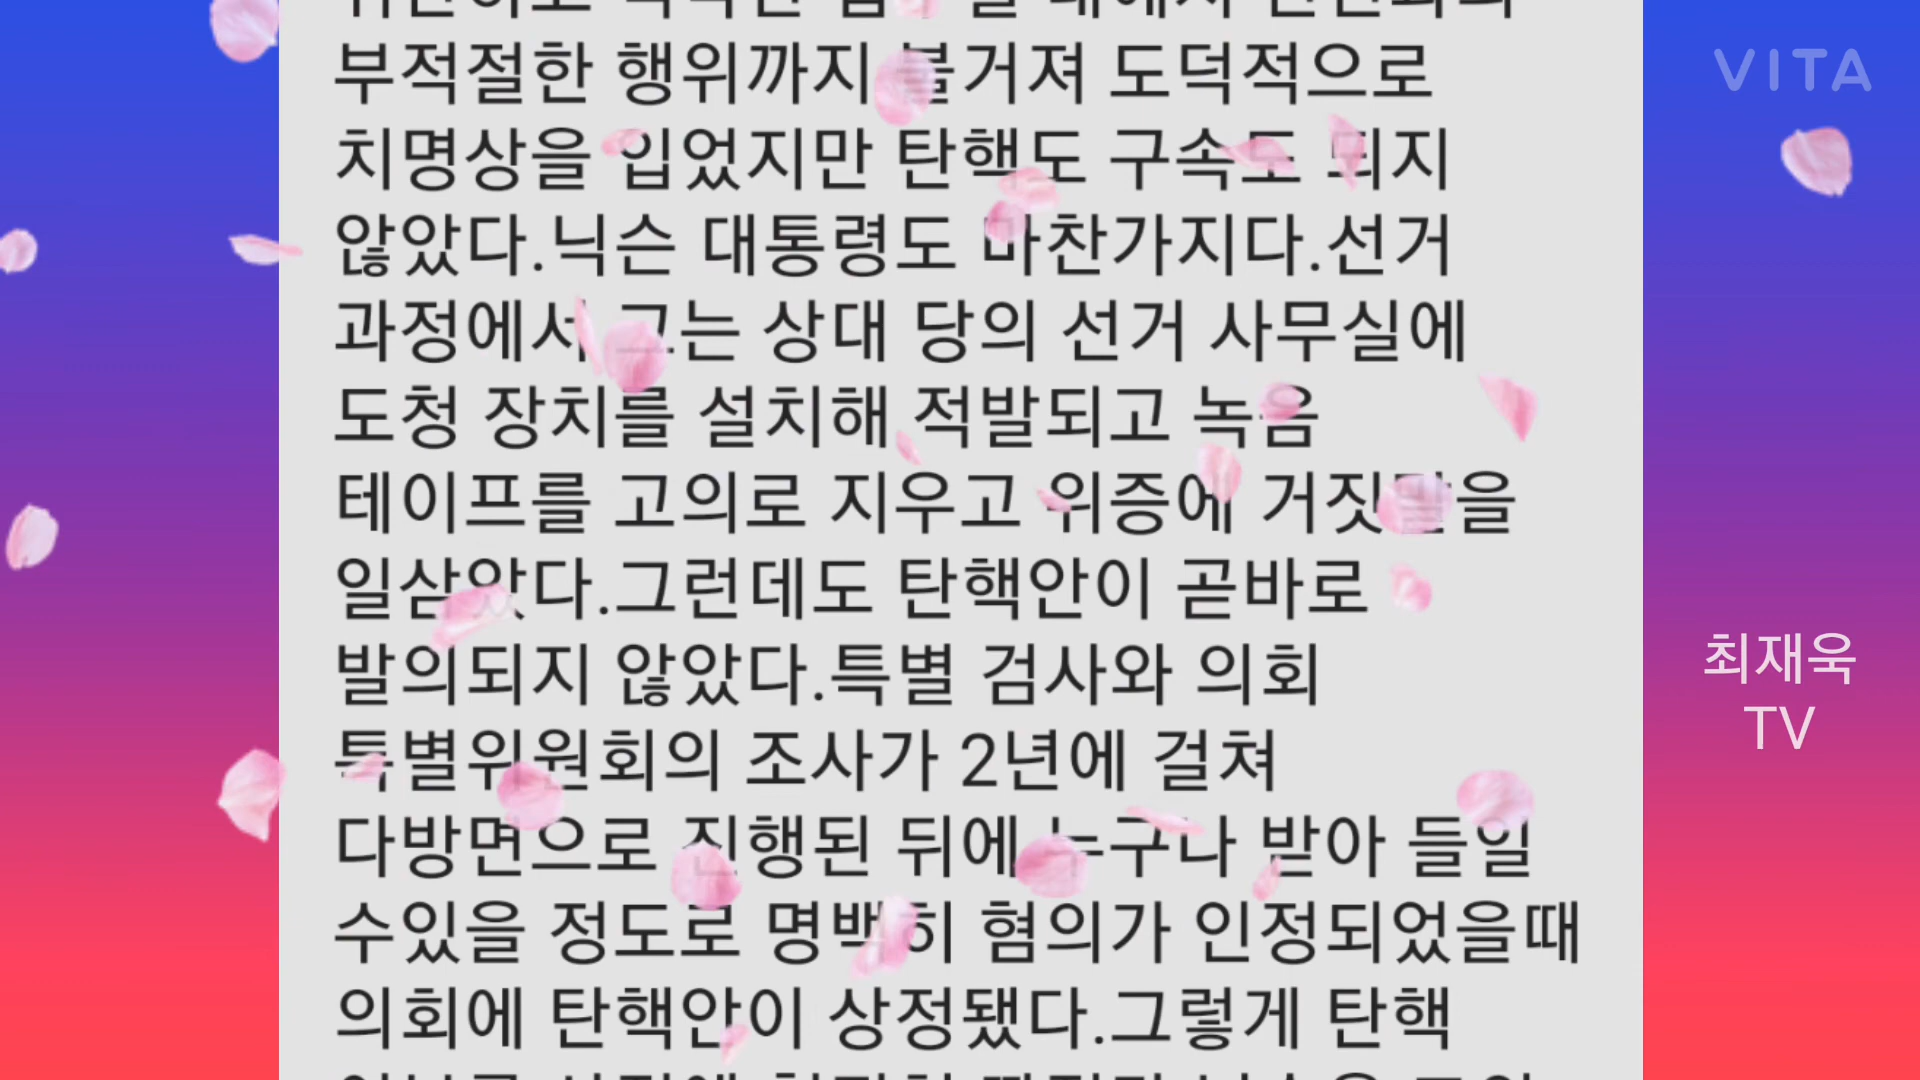 부적절한 행위까지 불거져 도덕적으로
치명상을 입었지만 탄핵도 구속도 되지
않았다.닉슨 대통령도 마찬가지다.선거
과정에서 그는 상대 당의 선거 사무실에
도청 장치를 설치해 적발되고 녹음
테이프를 고의로 지우고 위증에 거짓말을
일삼았다.그런데도 탄핵안이 곧바로
발의되지 않았다.특별 검사와 의회
특별위원회의 조사가 2년에 걸쳐
다방면으로 진행된 뒤에 누구나 받아 들일
수있을 정도로 명백히 혐의가 인정되었을때
의회에 탄핵안이 상정됐다.그렇게 탄핵
VITA
최재욱
TV